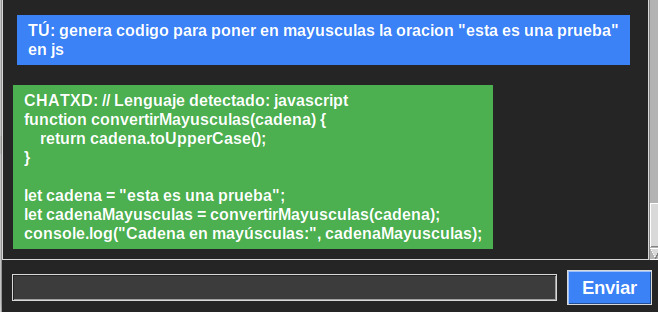 TÚ: genera codigo para poner en mayusculas la oracion "esta es una prueba"
en js
CHATXD: // Lenguaje detectado: javascript
function convertirMayusculas(cadena) {
    return cadena.toUpperCase();
}
let cadena = "esta es una prueba";
let cadenaMayusculas = convertirMayusculas(cadena);
console.log("Cadena en mayúsculas:", cadenaMayusculas);
Enviar